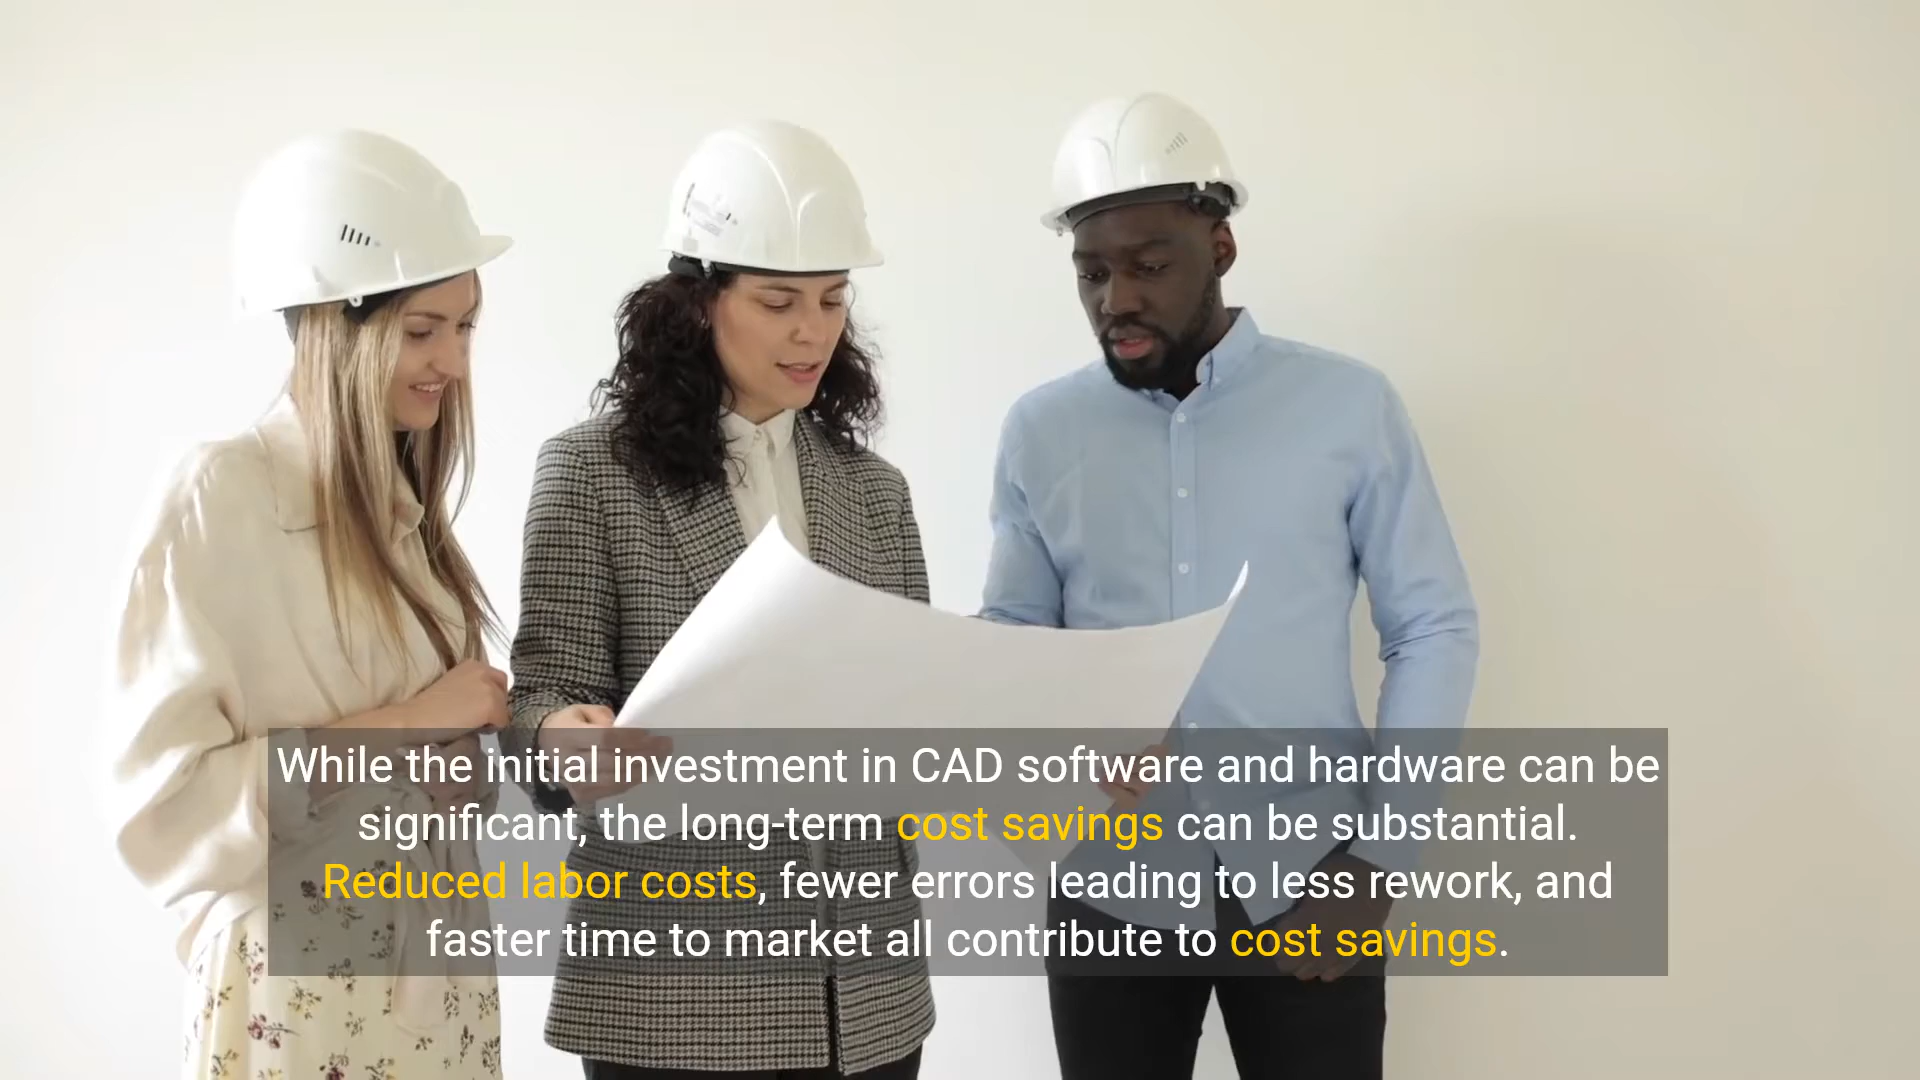 While the initial investment in CAD software and hardware can be
significant, the long-term cost savings can be substantial.
Reduced labor costs, fewer errors leading to less rework, and
faster time to market all contribute to cost savings.